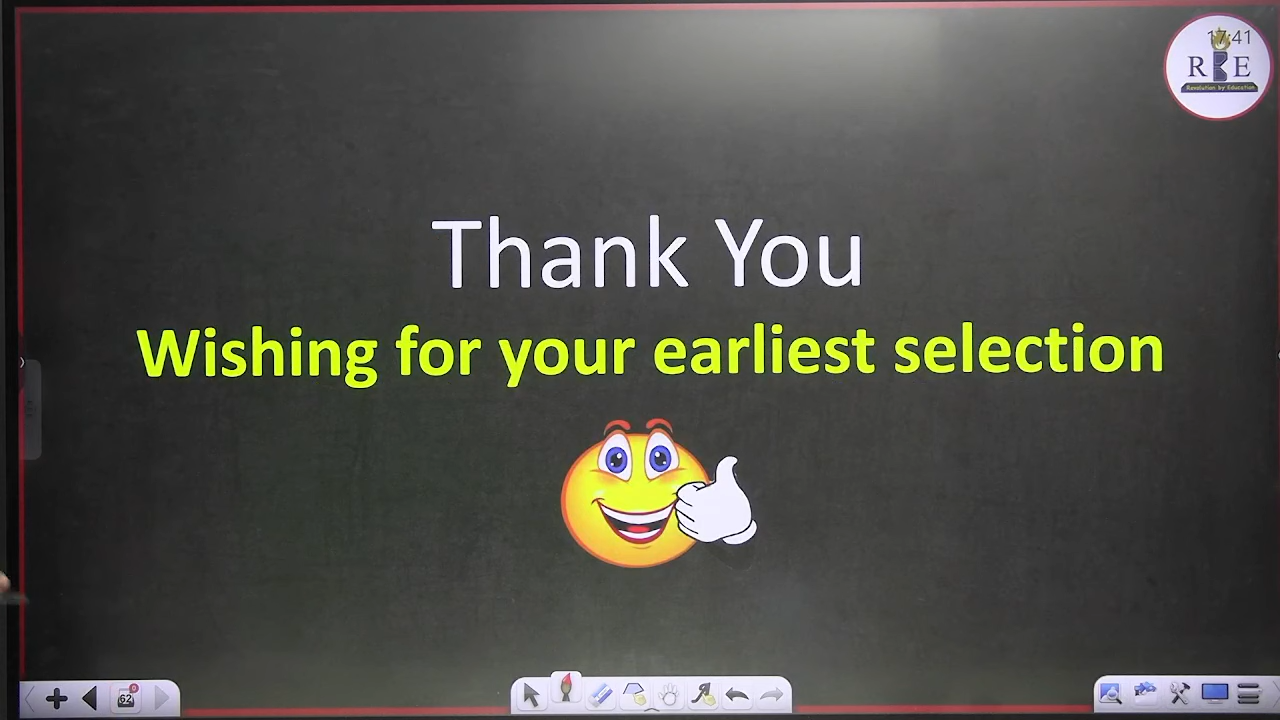 17:41
RBE
Revolution by Education
Thank You
Wishing for your earliest selection
62